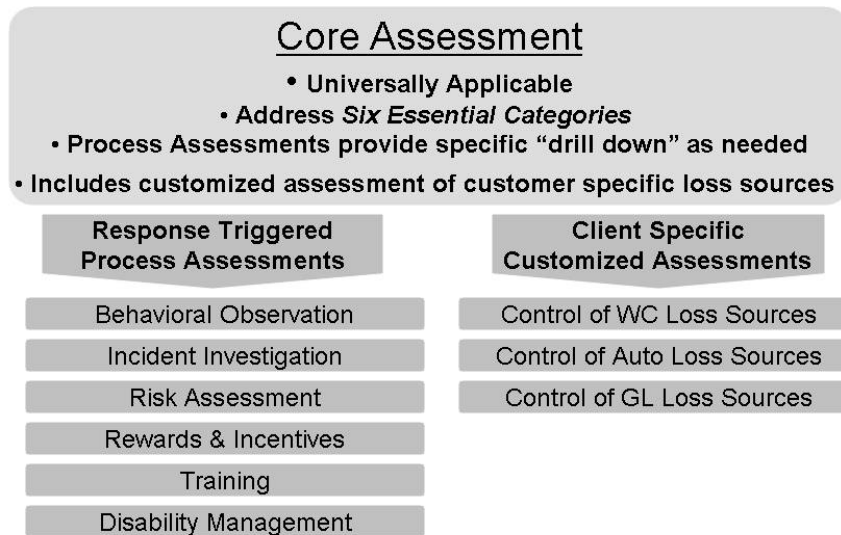 Core Assessment
• Universally Applicable
• Address Six Essential Categories
• Process Assessments provide specific “drill down” as needed
• Includes customized assessment of customer specific loss sources
Response Triggered
Process Assessments
Behavioral Observation
Incident Investigation
Risk Assessment
Rewards & Incentives
Training
Disability Management
Client Specific
Customized Assessments
Control of WC Loss Sources
Control of Auto Loss Sources
Control of GL Loss Sources